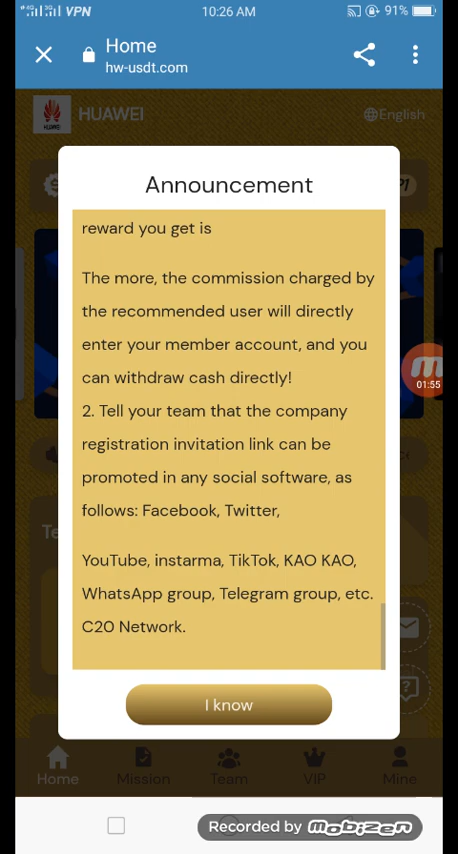 VPN
10:26 AM
91%
Home
hw-usdt.com
HUAWEI
English
HUAWEI
Announcement
reward you get is
The more, the commission charged by
the recommended user will directly
enter your member account, and you
can withdraw cash directly!
2. Tell your team that the company
registration invitation link can be
promoted in any social software, as
follows: Facebook, Twitter,
YouTube, instarma, TikTok, KAO KAO,
WhatsApp group, Telegram group, etc.
C20 Network.
01:55
Te
I know
Home
Mission
Team
VIP
Mine
Recorded by mobizen